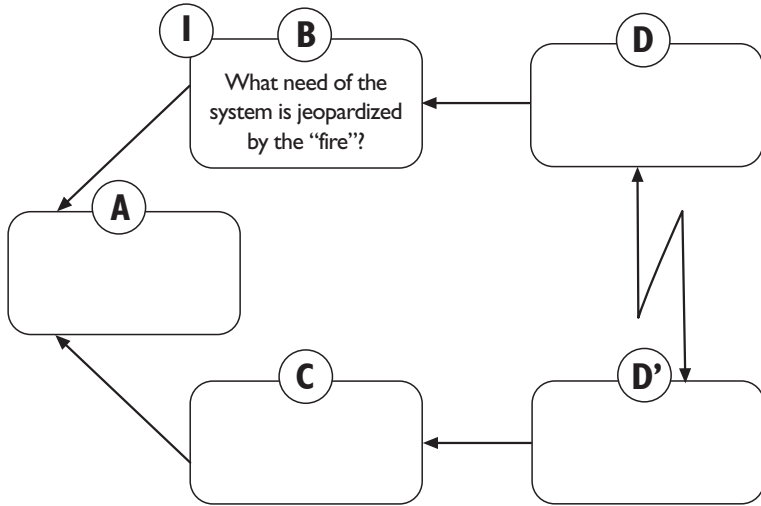 I
B
What need of the
system is jeopardized
by the “fire”?
D
A
C
D’